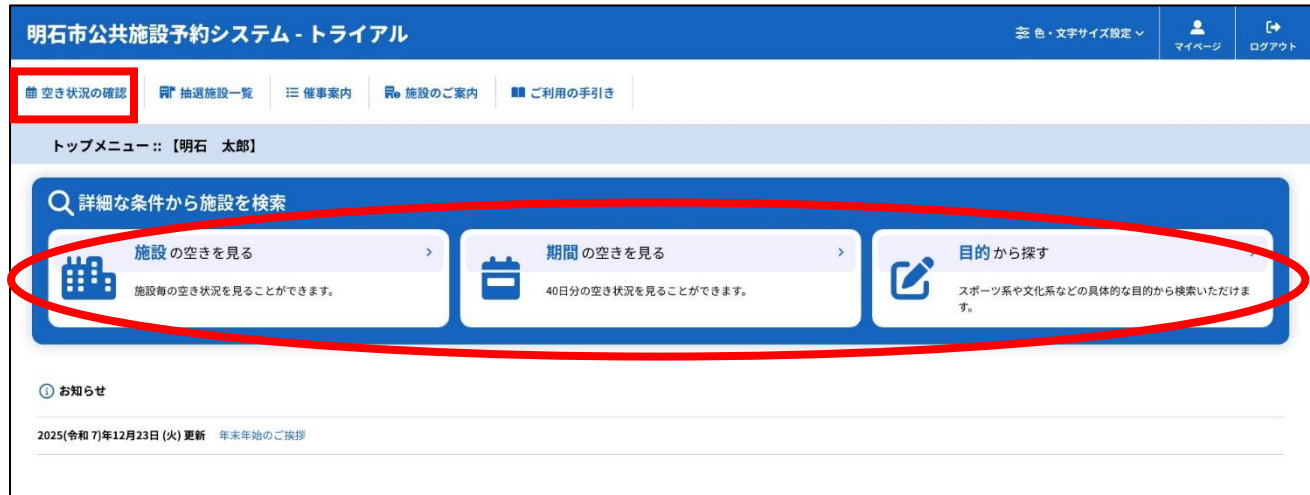 明石市公共施設予約システム - トライアル
色・文字サイズ設定
マイページ
ログアウト
空き状況の確認
抽選施設一覧
催事案内
施設のご案内
ご利用の手引き
トップメニュー :: 【明石　太郎】
詳細な条件から施設を検索
施設 の空きを見る
施設毎の空き状況を見ることができます。
期間 の空きを見る
40日分の空き状況を見ることができます。
目的 から探す
スポーツ系や文化系などの具体的な目的から検索いただけま
す。
お知らせ
2025(令和 7)年12月23日 (火) 更新 年末年始のご挨拶